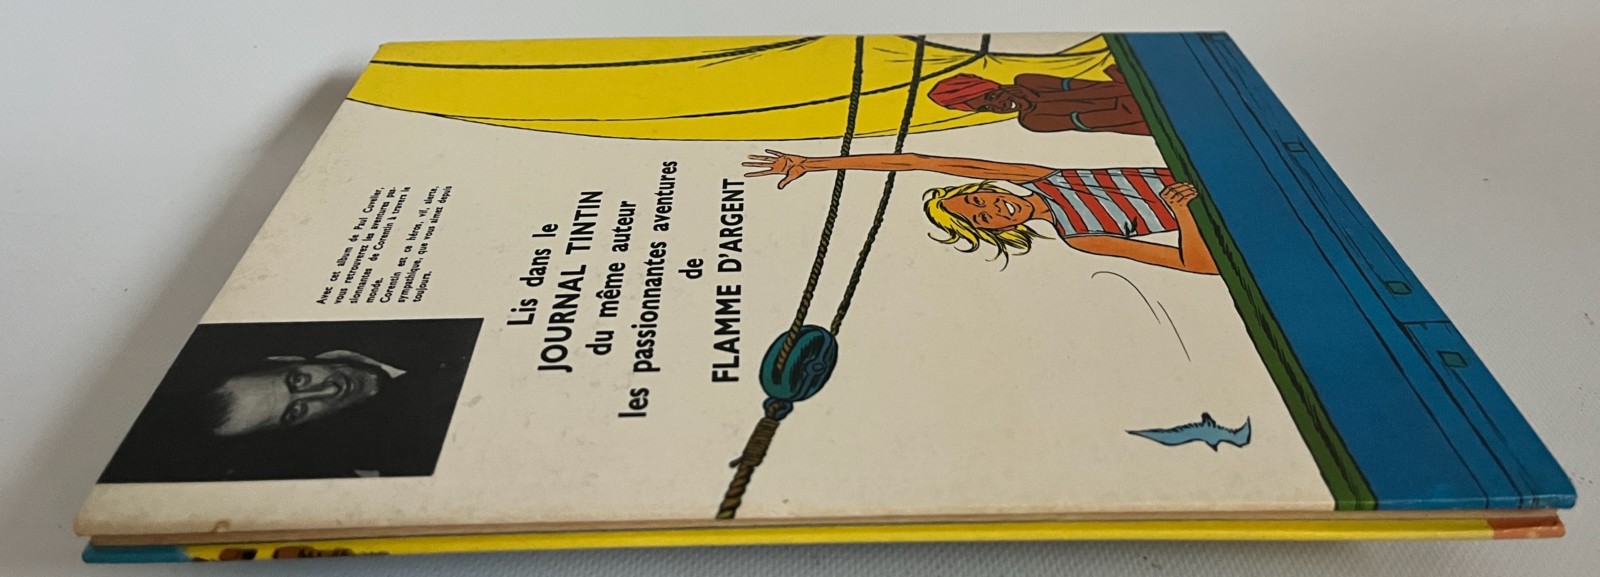 Avec cet album de Paul Cuvelier,
vous retrouverez les aventures pas-
sionnantes de Corentin à travers le
monde.
Corentin est ce héros, vif, alerte,
sympathique, que vous aimez depuis
toujours.
Lis dans le
JOURNAL TINTIN
du même auteur
les passionnantes aventures
de
FLAMME D'ARGENT